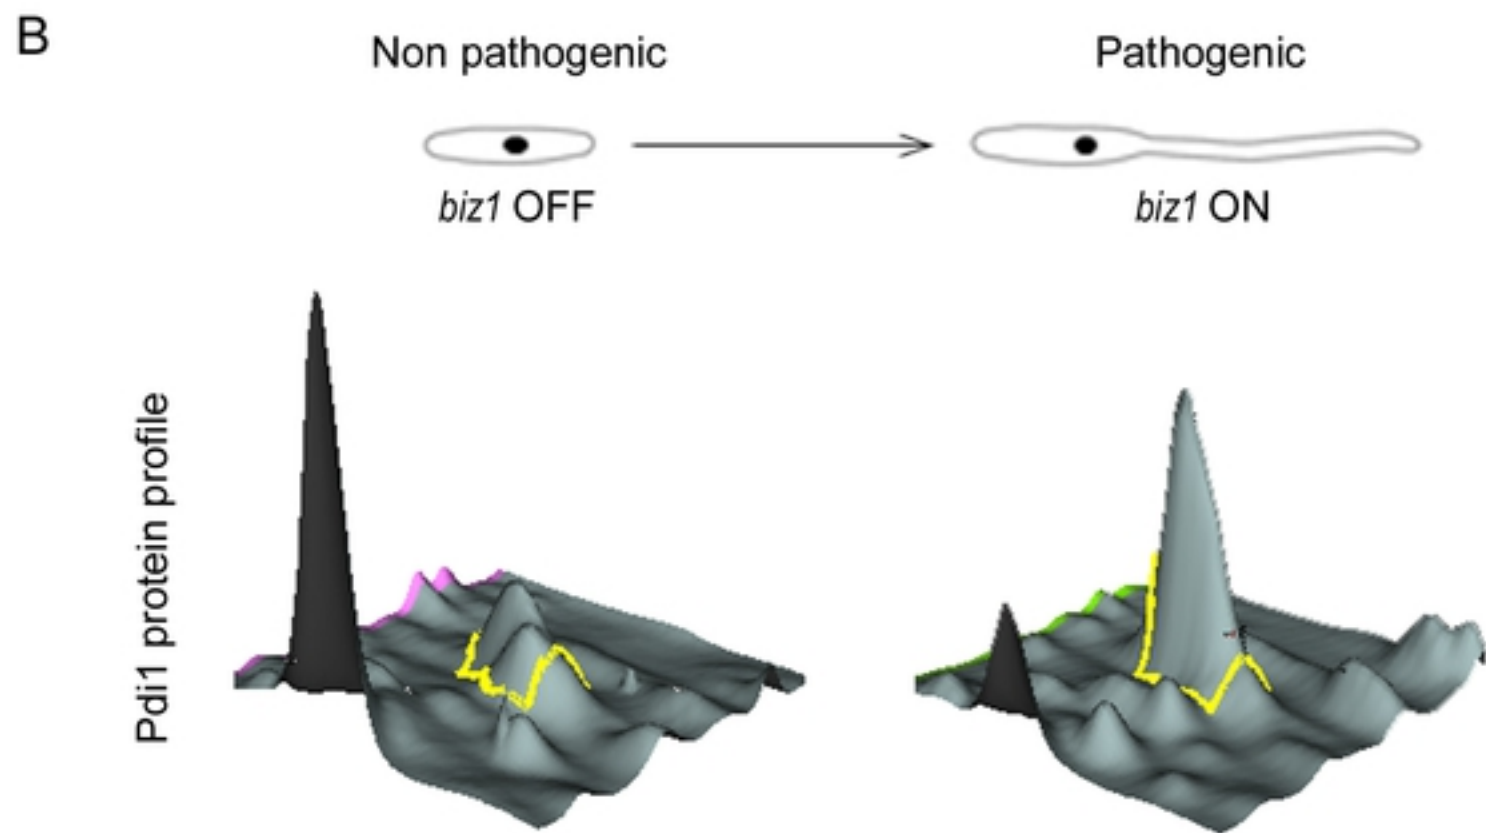 B
Non pathogenic
Pathogenic
biz1 OFF
biz1 ON
Pdi1 protein profile